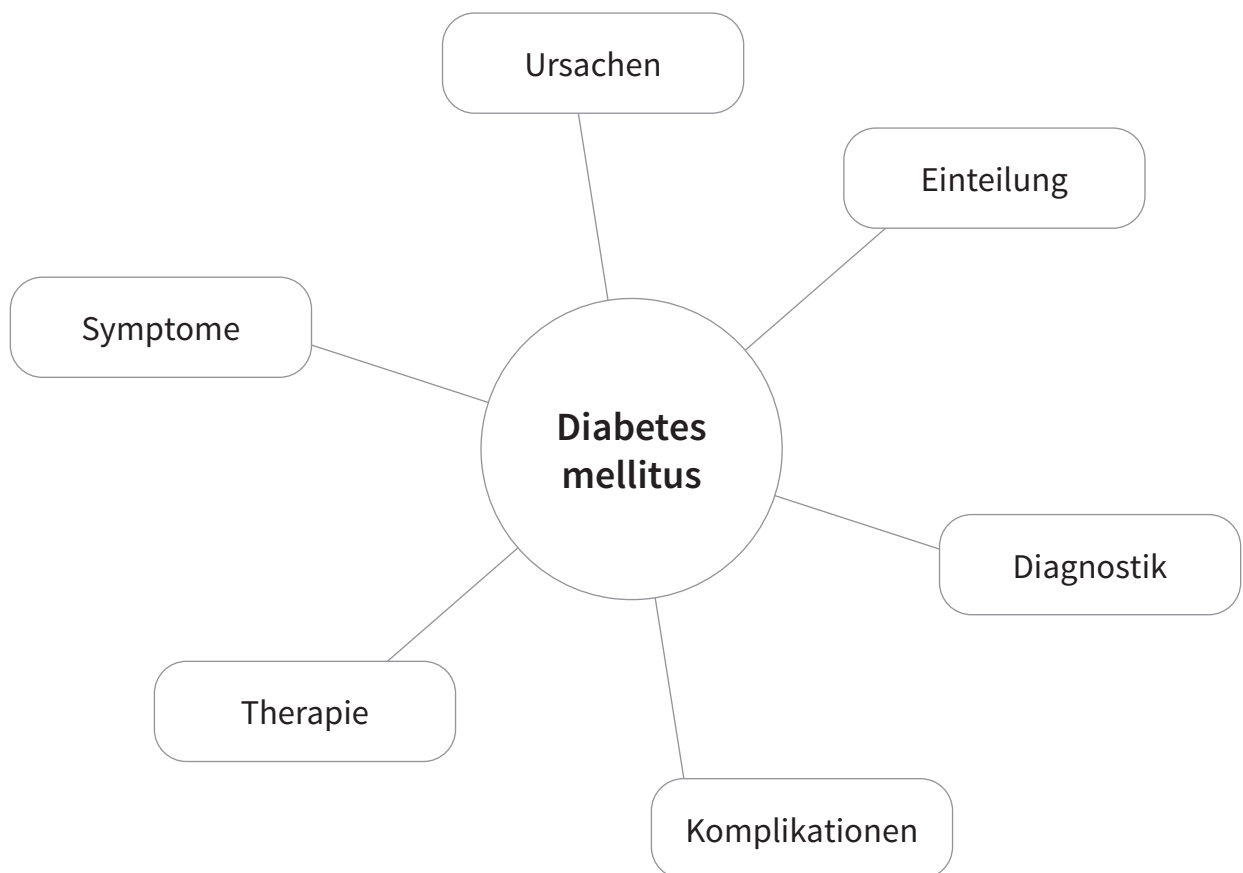 Ursachen
Einteilung
Symptome
Diabetes
mellitus
Diagnostik
Therapie
Komplikationen